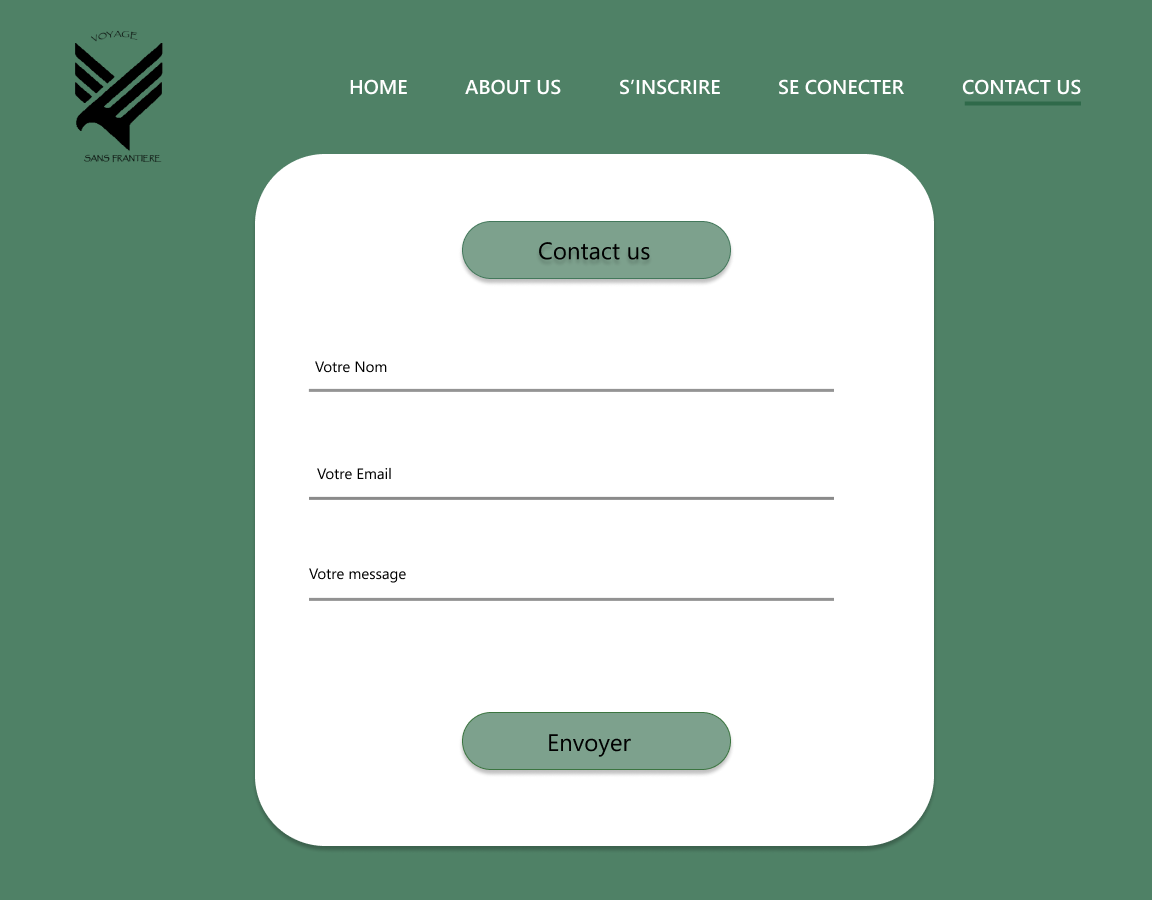 VOYAGE
SANS FRANTIERE
HOME ABOUT US S’INSCRIRE SE CONECTER CONTACT US
Contact us
Votre Nom
Votre Email
Votre message
Envoyer